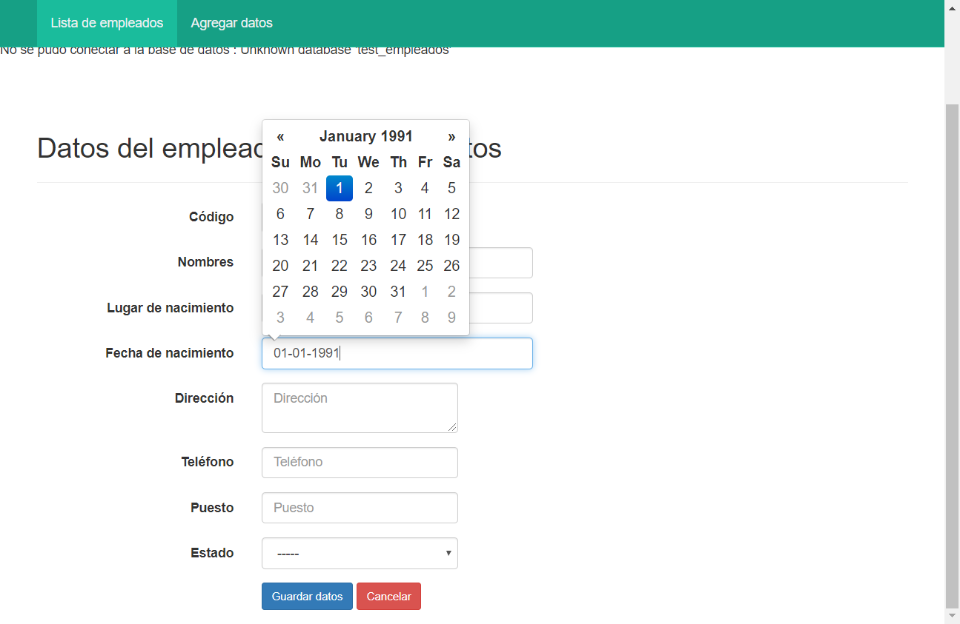 Lista de empleados Agregar datos
No se pudo conectar a la base de datos : Unknown database 'test_empleados'
Datos del emplead tos
« January 1991 »
Su Mo Tu We Th Fr Sa
30 31 1 2 3 4 5
6 7 8 9 10 11 12
13 14 15 16 17 18 19
20 21 22 23 24 25 26
27 28 29 30 31 1 2
3 4 5 6 7 8 9
Código
Nombres
Lugar de nacimiento
Fecha de nacimiento 01-01-1991
Dirección Dirección
Teléfono Teléfono
Puesto Puesto
Estado -----
Guardar datos Cancelar